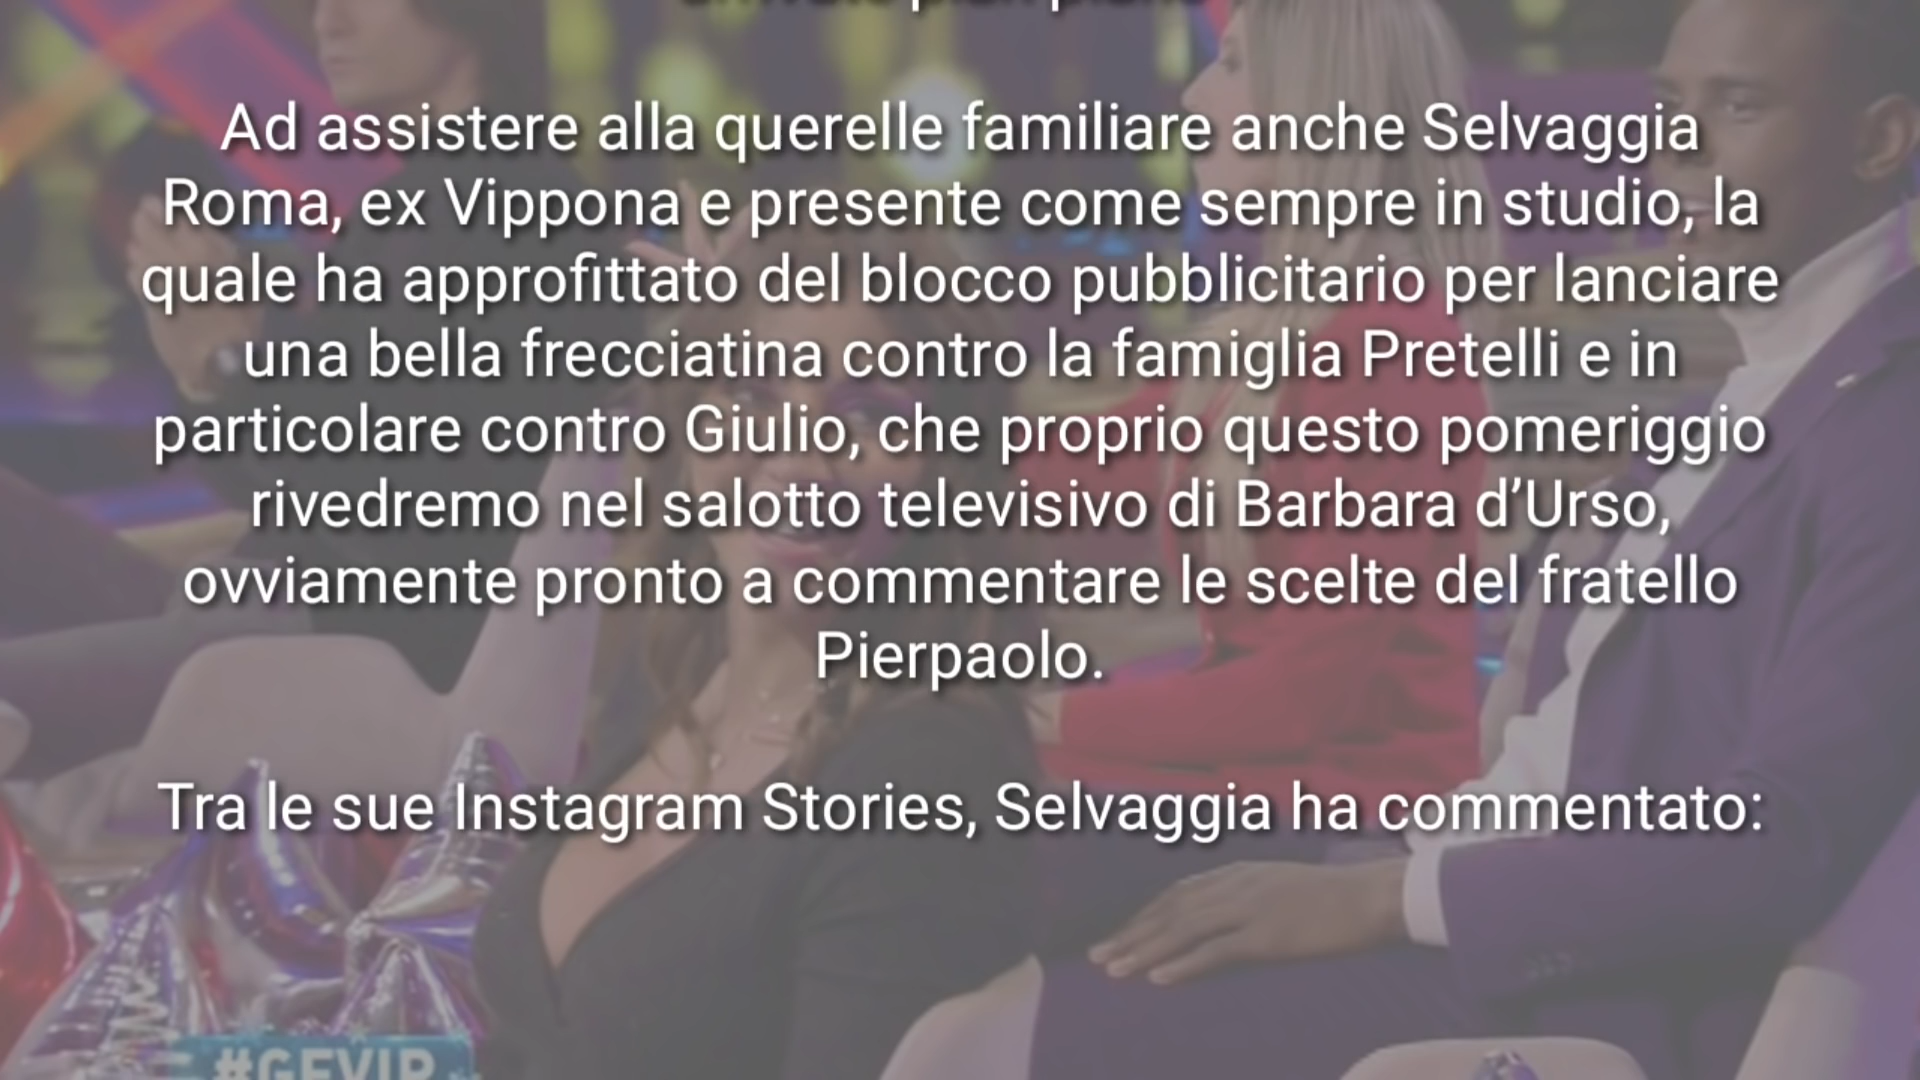 Ad assistere alla querelle familiare anche Selvaggia
Roma, ex Vippona e presente come sempre in studio, la
quale ha approfittato del blocco pubblicitario per lanciare
una bella frecciatina contro la famiglia Pretelli e in
particolare contro Giulio, che proprio questo pomeriggio
rivedremo nel salotto televisivo di Barbara d’Urso,
ovviamente pronto a commentare le scelte del fratello
Pierpaolo.
Tra le sue Instagram Stories, Selvaggia ha commentato:
#GFVIP